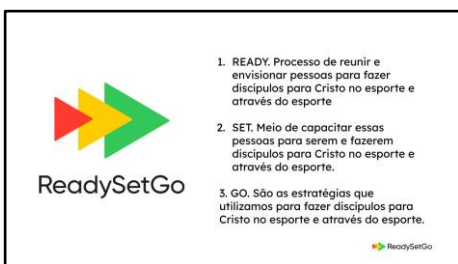 ReadySetGo
1. READY. Processo de reunir e
envisionar pessoas para fazer
discípulos para Cristo no esporte e
através do esporte
2. SET. Meio de capacitar essas
pessoas para serem e fazerem
discípulos para Cristo no esporte e
através do esporte.
3. GO. São as estratégias que
utilizamos para fazer discípulos para
Cristo no esporte e através do esporte.
ReadySetGo